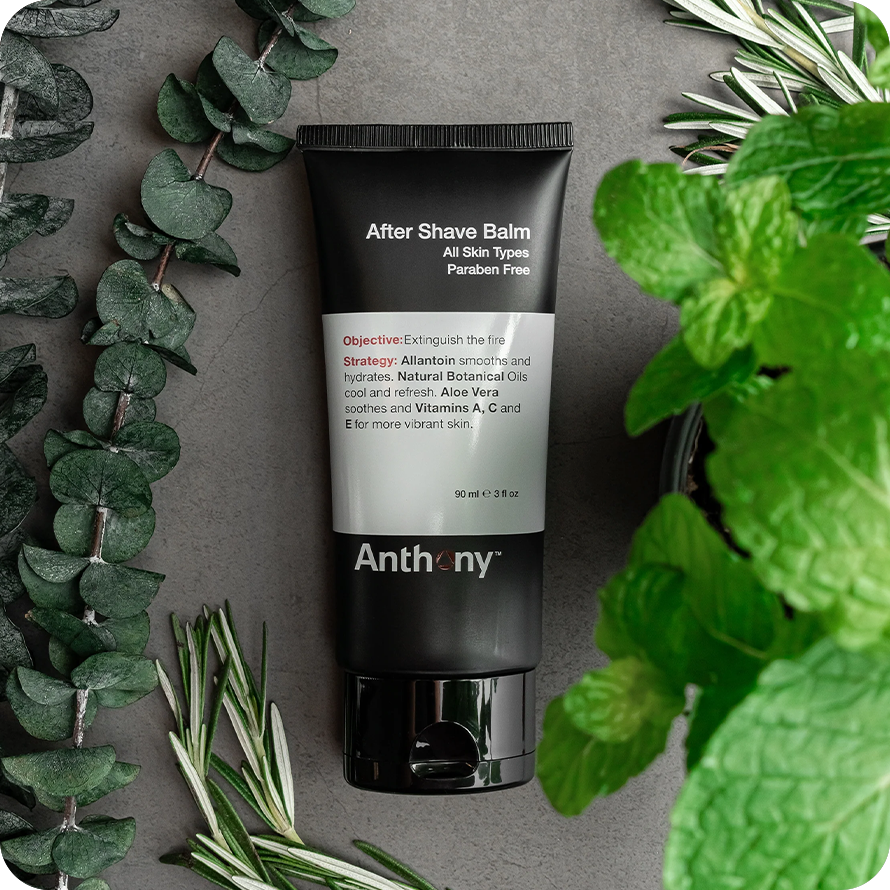 After Shave Balm
All Skin Types
Paraben Free
Objective:Extinguish the fire
Strategy: Allantoin smooths and
hydrates. Natural Botanical Oils
cool and refresh. Aloe Vera
soothes and Vitamins A, C and
E for more vibrant skin.
90 ml ℮ 3 fl oz
Anthony™